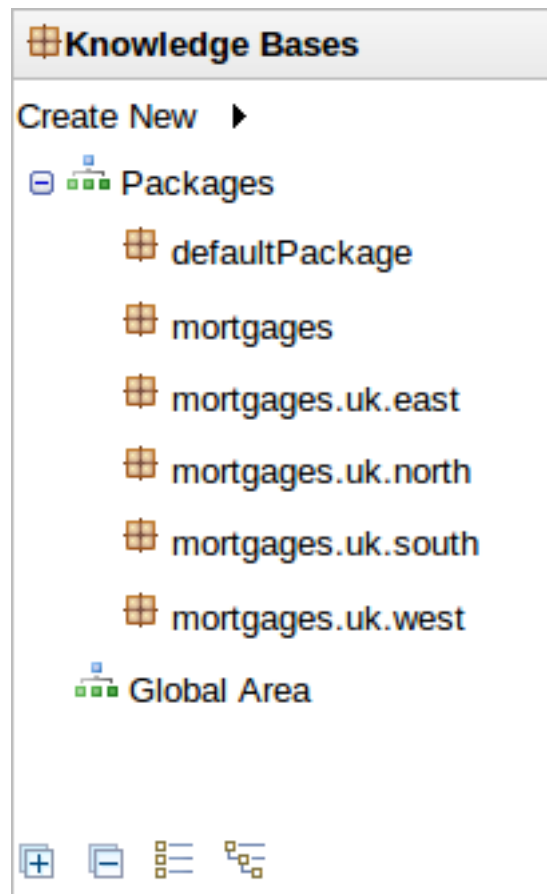 Knowledge Bases
Create New
Packages
defaultPackage
mortgages
mortgages.uk.east
mortgages.uk.north
mortgages.uk.south
mortgages.uk.west
Global Area